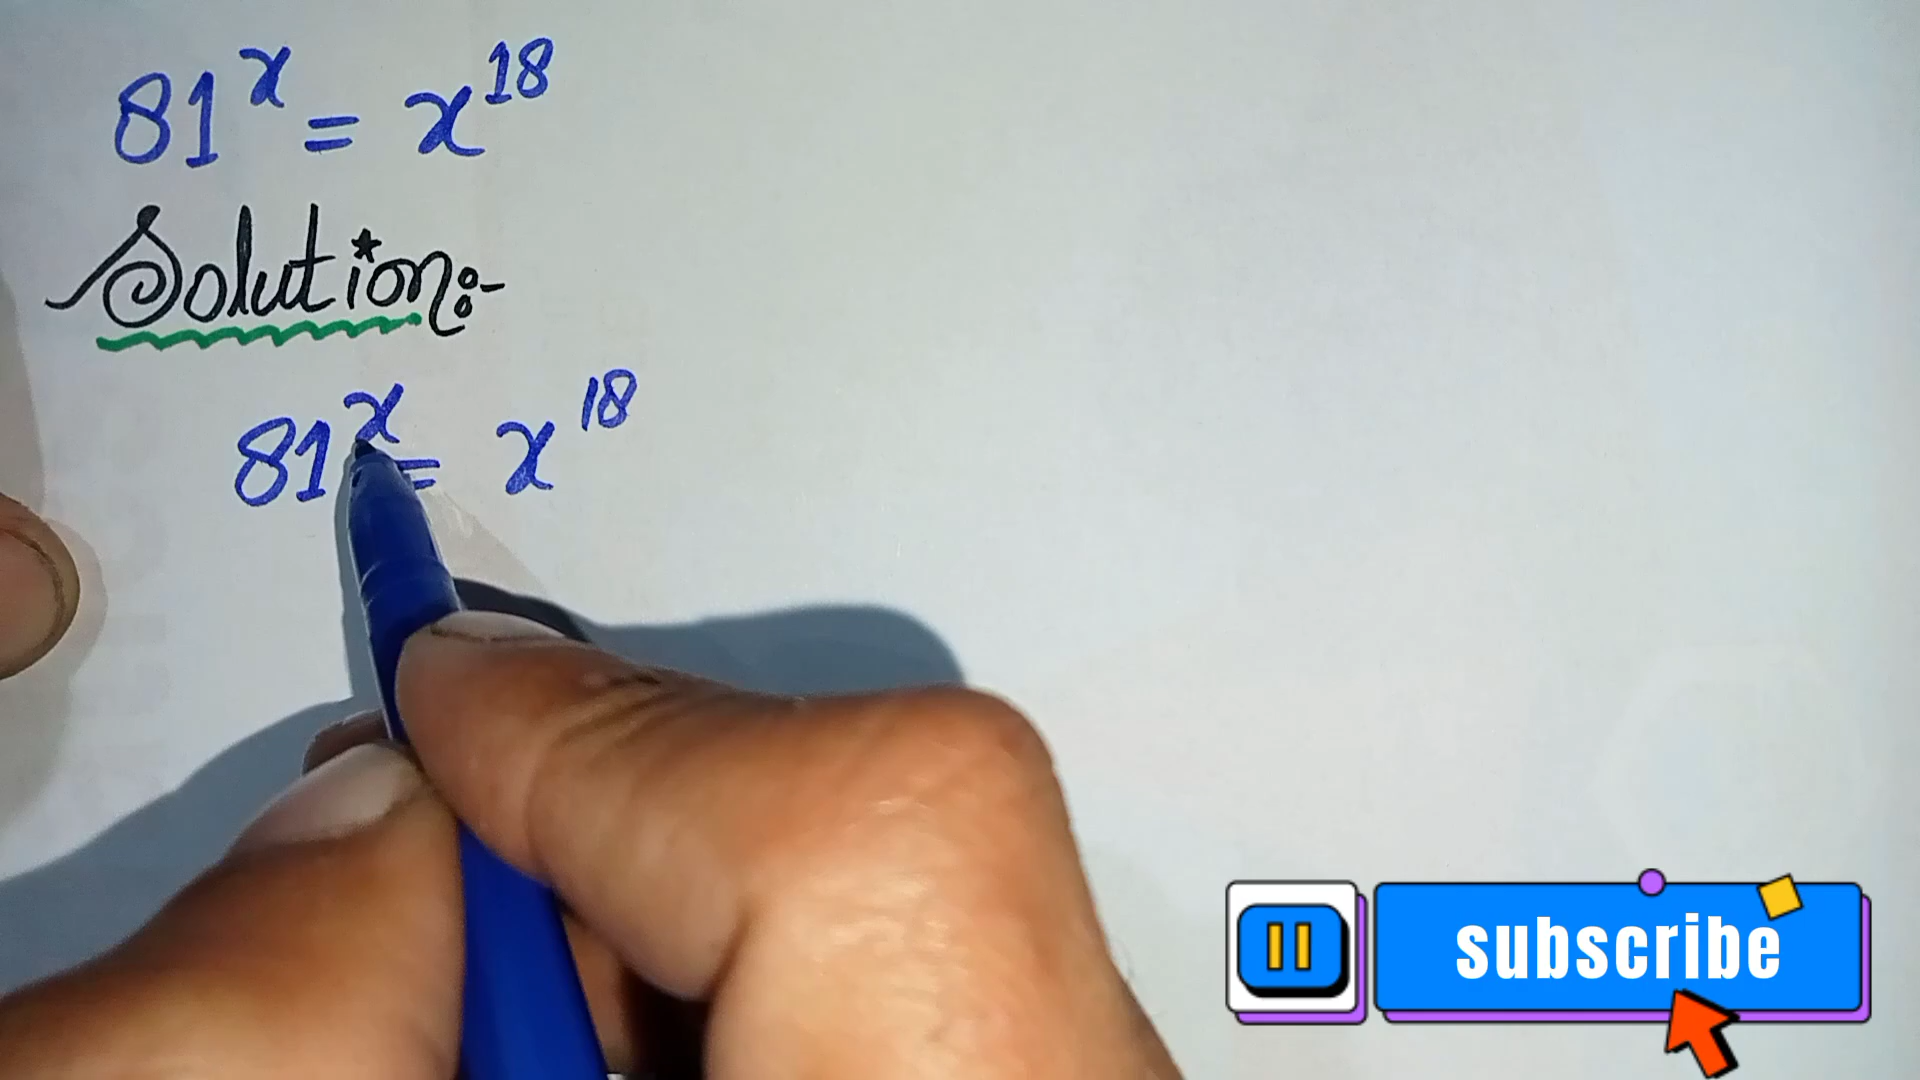 81^x = x^18
Solution:-
81^x = x^18
subscribe